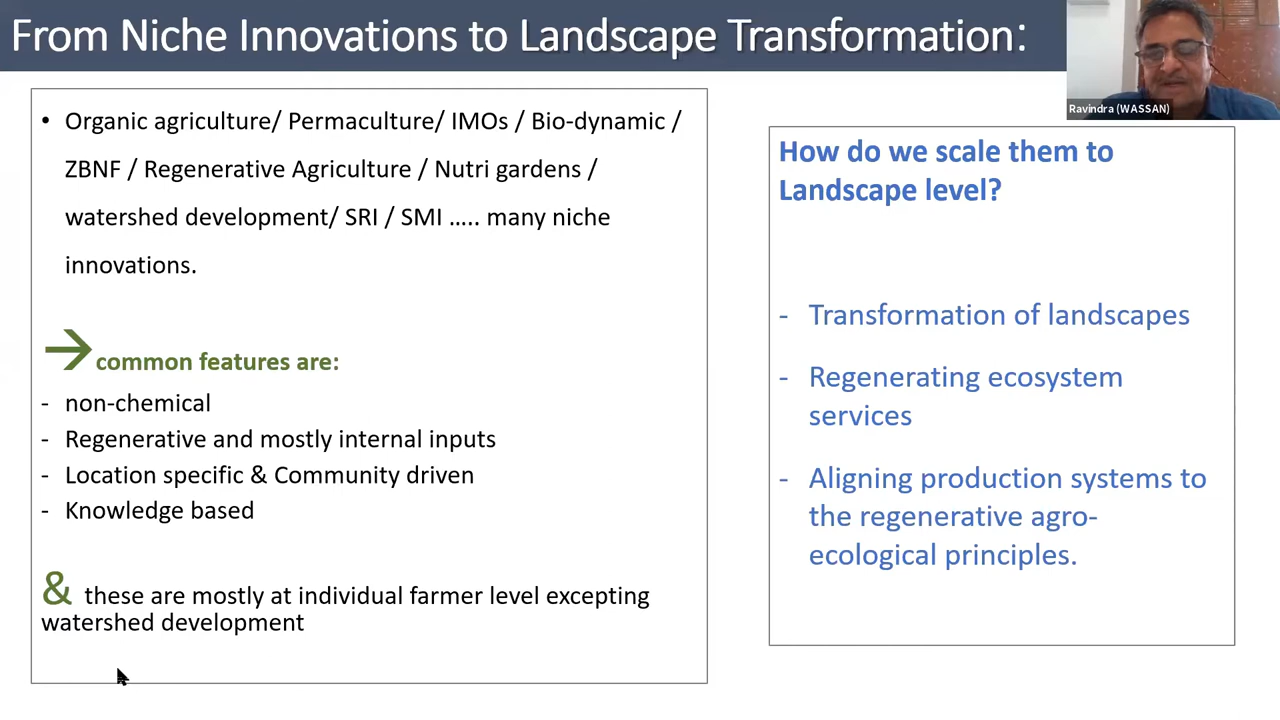 From Niche Innovations to Landscape Transformation:
Ravindra (WASSAN)
• Organic agriculture/ Permaculture/ IMOs / Bio-dynamic /
ZBNF / Regenerative Agriculture / Nutri gardens /
watershed development/ SRI / SMI ..... many niche
innovations.
→ common features are:
- non-chemical
- Regenerative and mostly internal inputs
- Location specific & Community driven
- Knowledge based
& these are mostly at individual farmer level excepting
watershed development
How do we scale them to
Landscape level?
- Transformation of landscapes
- Regenerating ecosystem
services
- Aligning production systems to
the regenerative agro-
ecological principles.